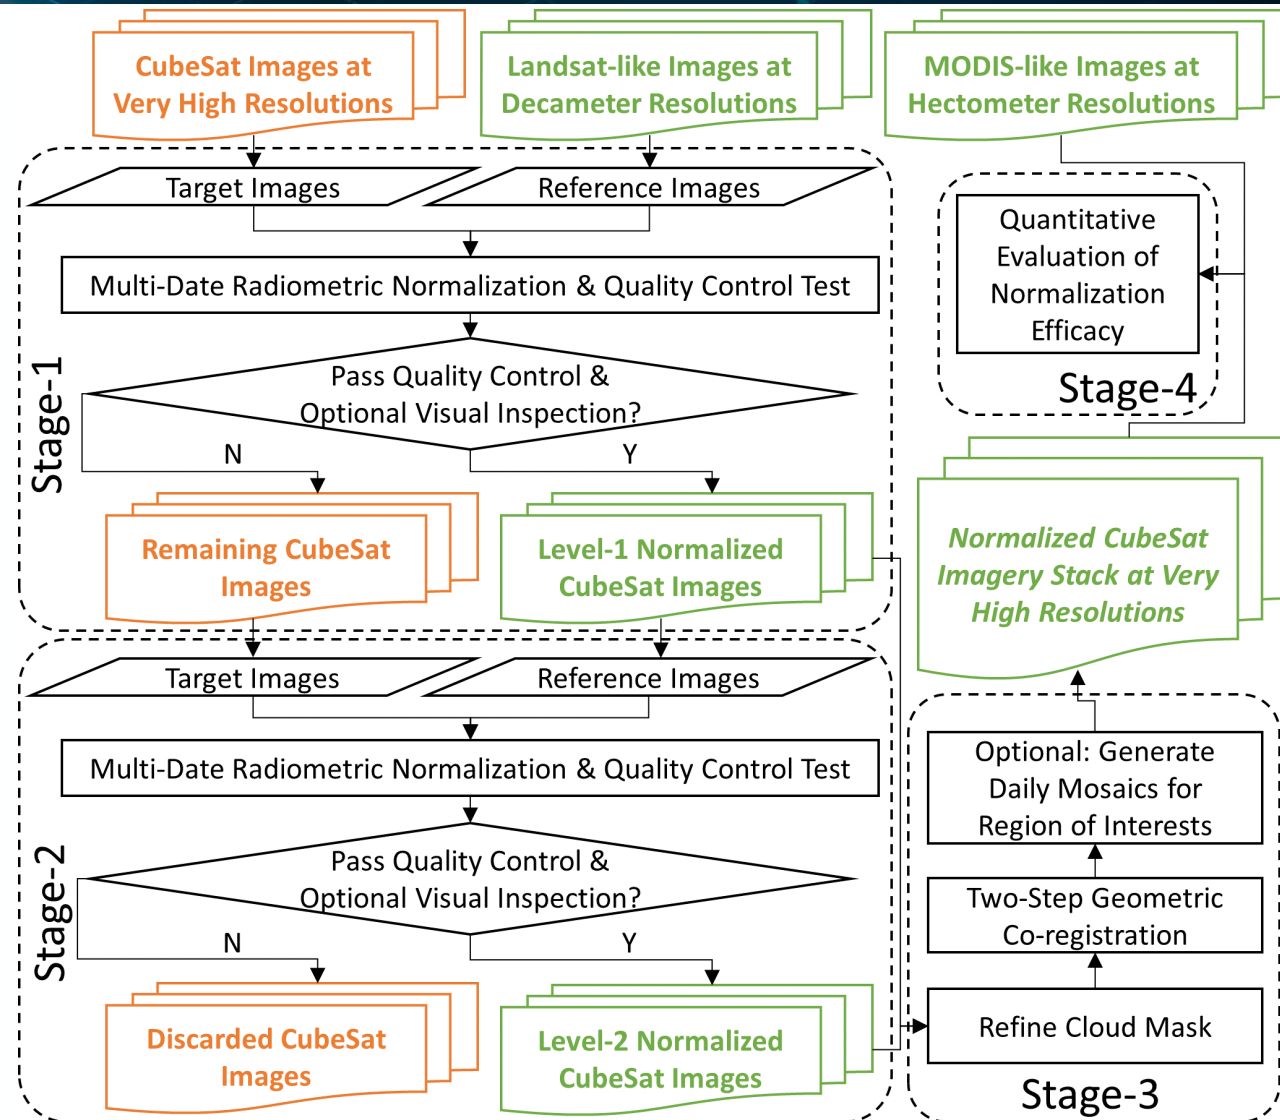 CubeSat Images at
Very High Resolutions
Landsat-like Images at
Decameter Resolutions
MODIS-like Images at
Hectometer Resolutions
Target Images
Reference Images
Multi-Date Radiometric Normalization & Quality Control Test
Pass Quality Control &
Optional Visual Inspection?
N
Y
Stage-1
Remaining CubeSat
Images
Level-1 Normalized
CubeSat Images
Target Images
Reference Images
Multi-Date Radiometric Normalization & Quality Control Test
Pass Quality Control &
Optional Visual Inspection?
N
Y
Stage-2
Discarded CubeSat
Images
Level-2 Normalized
CubeSat Images
Quantitative
Evaluation of
Normalization
Efficacy
Stage-4
Normalized CubeSat
Imagery Stack at Very
High Resolutions
Optional: Generate
Daily Mosaics for
Region of Interests
Two-Step Geometric
Co-registration
Refine Cloud Mask
Stage-3